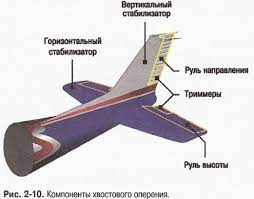 Вертикальный
стабилизатор
Горизонтальный
стабилизатор
Руль направления
Триммеры
Руль высоты
Рис. 2-10. Компоненты хвостового оперения.